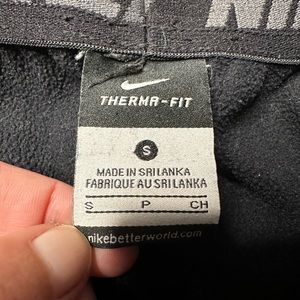 THERMA-FIT
S
MADE IN SRI LANKA
FABRIQUE AU SRI LANKA
S P CH
nikebetterworld.com